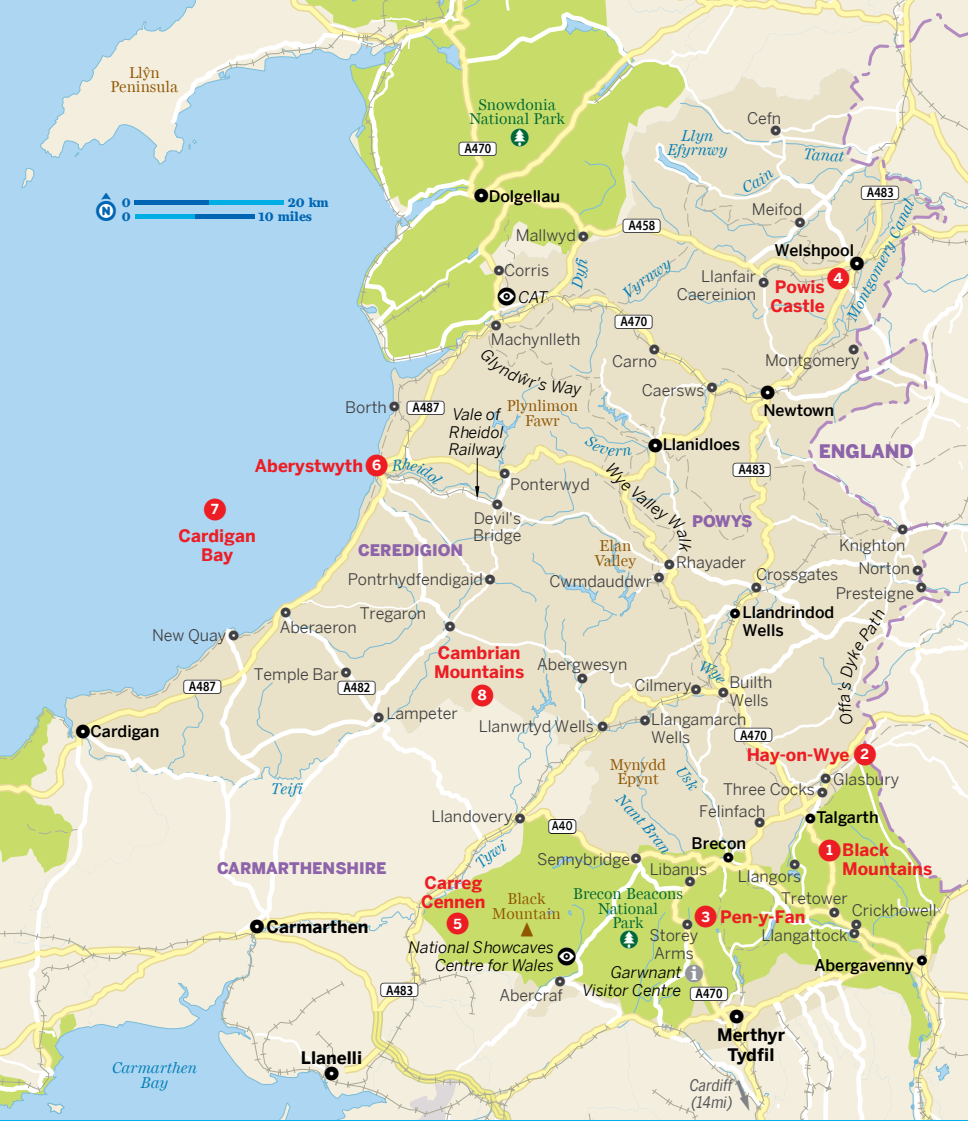 Llŷn
Peninsula
Snowdonia
National Park
A470
Cefn
Llyn
Efyrnwy
Tanat
Cain
A483
0 20 km
0 10 miles
N
Dolgellau
Meifod
Mallwyd
A458
Welshpool
Montgomery Canal
Corris
Dyfi
Vyrnwy
Llanfair
Caereinion
4
Powis
Castle
CAT
A470
Machynlleth
Carno
Montgomery
Glyndŵr's Way
Caersws
Newtown
Borth
A487
Vale of
Rheidol
Railway
Plynlimon
Fawr
Severn
Llanidloes
ENGLAND
Aberystwyth 6
Rheidol
Ponterwyd
A483
Wye Valley Walk
7
Cardigan
Bay
Devil's
Bridge
POWYS
CEREDIGION
Elan
Valley
Knighton
Rhayader
Norton
Pontrhydfendigaid
Cwmdauddwr
Crossgates
Presteigne
Aberaeron
Tregaron
Llandrindod
Wells
New Quay
Offa's Dyke Path
Cambrian
Mountains
8
Abergwesyn
Wye
Temple Bar
A487
A482
Cilmery
Builth
Wells
Lampeter
Llanwrtyd Wells
Llangamarch
Wells
A470
Cardigan
Hay-on-Wye 2
Mynydd
Epynt
Usk
Glasbury
Three Cocks
Teifi
Nant Bran
Felinfach
Llandovery
A40
Talgarth
Tywi
Brecon
1 Black
Mountains
Sennybridge
Libanus
Llangors
CARMARTHENSHIRE
Carreg
Cennen
5
Black
Mountain
Brecon Beacons
National
Park
3 Pen-y-Fan
Tretower
Crickhowell
Carmarthen
Storey
Arms
Llangattock
National Showcaves
Centre for Wales
Abergavenny
Garwnant
Visitor Centre
i
Abercraf
A483
A470
Merthyr
Tydfil
Llanelli
Carmarthen
Bay
Cardiff
(14mi)